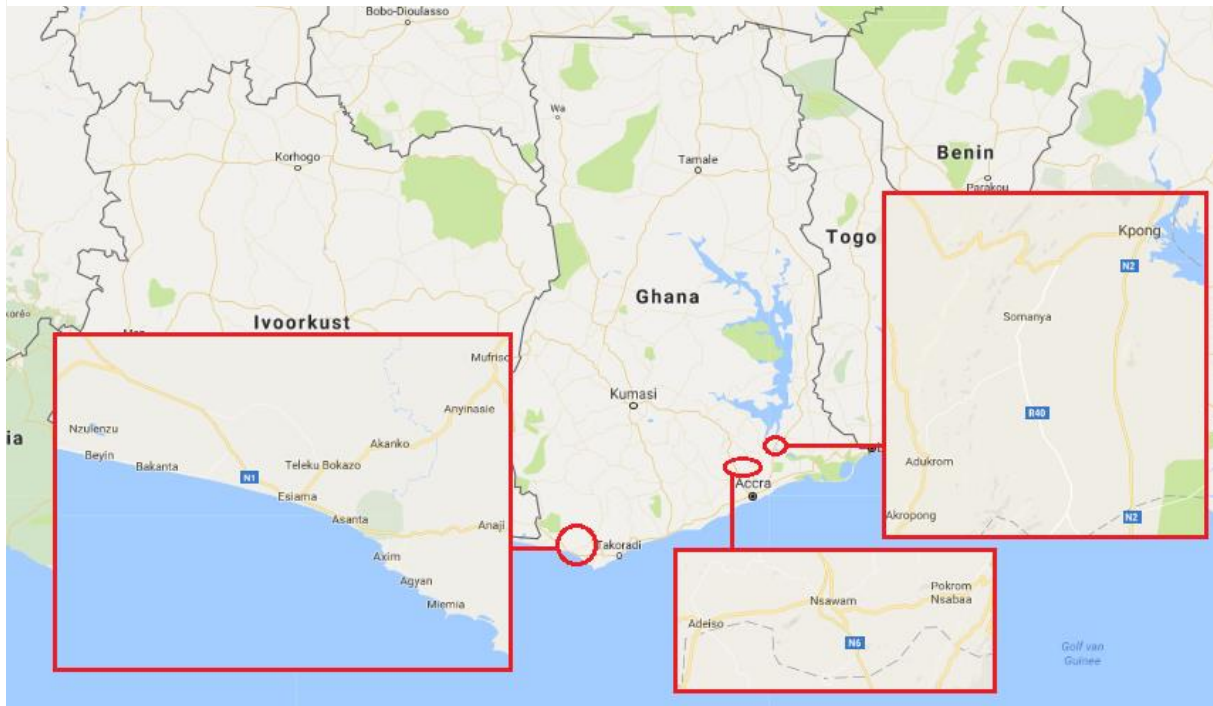 Bobo-Dioulasso
Wa
Korhogo
Tamale
Benin
Parakou
Togo
Ghana
Ivoorkust
Kumasi
Accra
Takoradi
Golf van
Guinee
Mufriso
Anyinasie
Nzulenzu
Akanko
Beyin
Bakanta
Teleku Bokazo
N1
Esiama
Asanta
Anaji
Axim
Agyan
Miemia
Kpong
N2
Somanya
R40
Adukrom
Akropong
N2
Pokrom
Nsabaa
Nsawam
Adeiso
N6